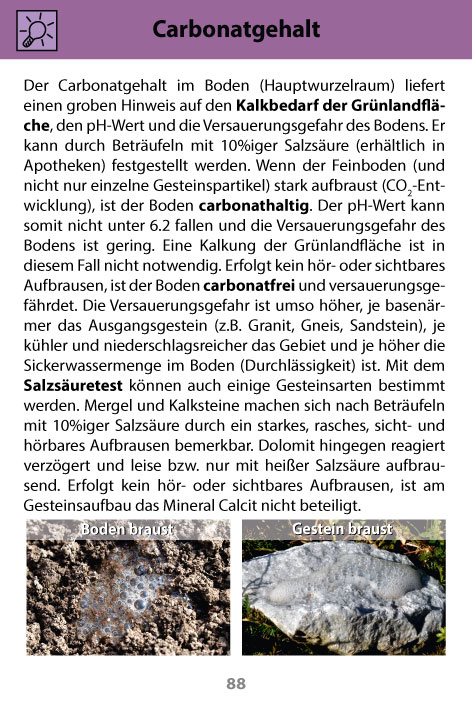 Carbonatgehalt
Der Carbonatgehalt im Boden (Hauptwurzelraum) liefert
einen groben Hinweis auf den Kalkbedarf der Grünlandflä-
che, den pH-Wert und die Versauerungsgefahr des Bodens. Er
kann durch Beträufeln mit 10%iger Salzsäure (erhältlich in
Apotheken) festgestellt werden. Wenn der Feinboden (und
nicht nur einzelne Gesteinspartikel) stark aufbraust (CO2-Ent-
wicklung), ist der Boden carbonathaltig. Der pH-Wert kann
somit nicht unter 6.2 fallen und die Versauerungsgefahr des
Bodens ist gering. Eine Kalkung der Grünlandfläche ist in
diesem Fall nicht notwendig. Erfolgt kein hör- oder sichtbares
Aufbrausen, ist der Boden carbonatfrei und versauerungsge-
fährdet. Die Versauerungsgefahr ist umso höher, je basenär-
mer das Ausgangsgestein (z.B. Granit, Gneis, Sandstein), je
kühler und niederschlagsreicher das Gebiet und je höher die
Sickerwassermenge im Boden (Durchlässigkeit) ist. Mit dem
Salzsäuretest können auch einige Gesteinsarten bestimmt
werden. Mergel und Kalksteine machen sich nach Beträufeln
mit 10%iger Salzsäure durch ein starkes, rasches, sicht- und
hörbares Aufbrausen bemerkbar. Dolomit hingegen reagiert
verzögert und leise bzw. nur mit heißer Salzsäure aufbrau-
send. Erfolgt kein hör- oder sichtbares Aufbrausen, ist am
Gesteinsaufbau das Mineral Calcit nicht beteiligt.
Boden braust
Gestein braust
88